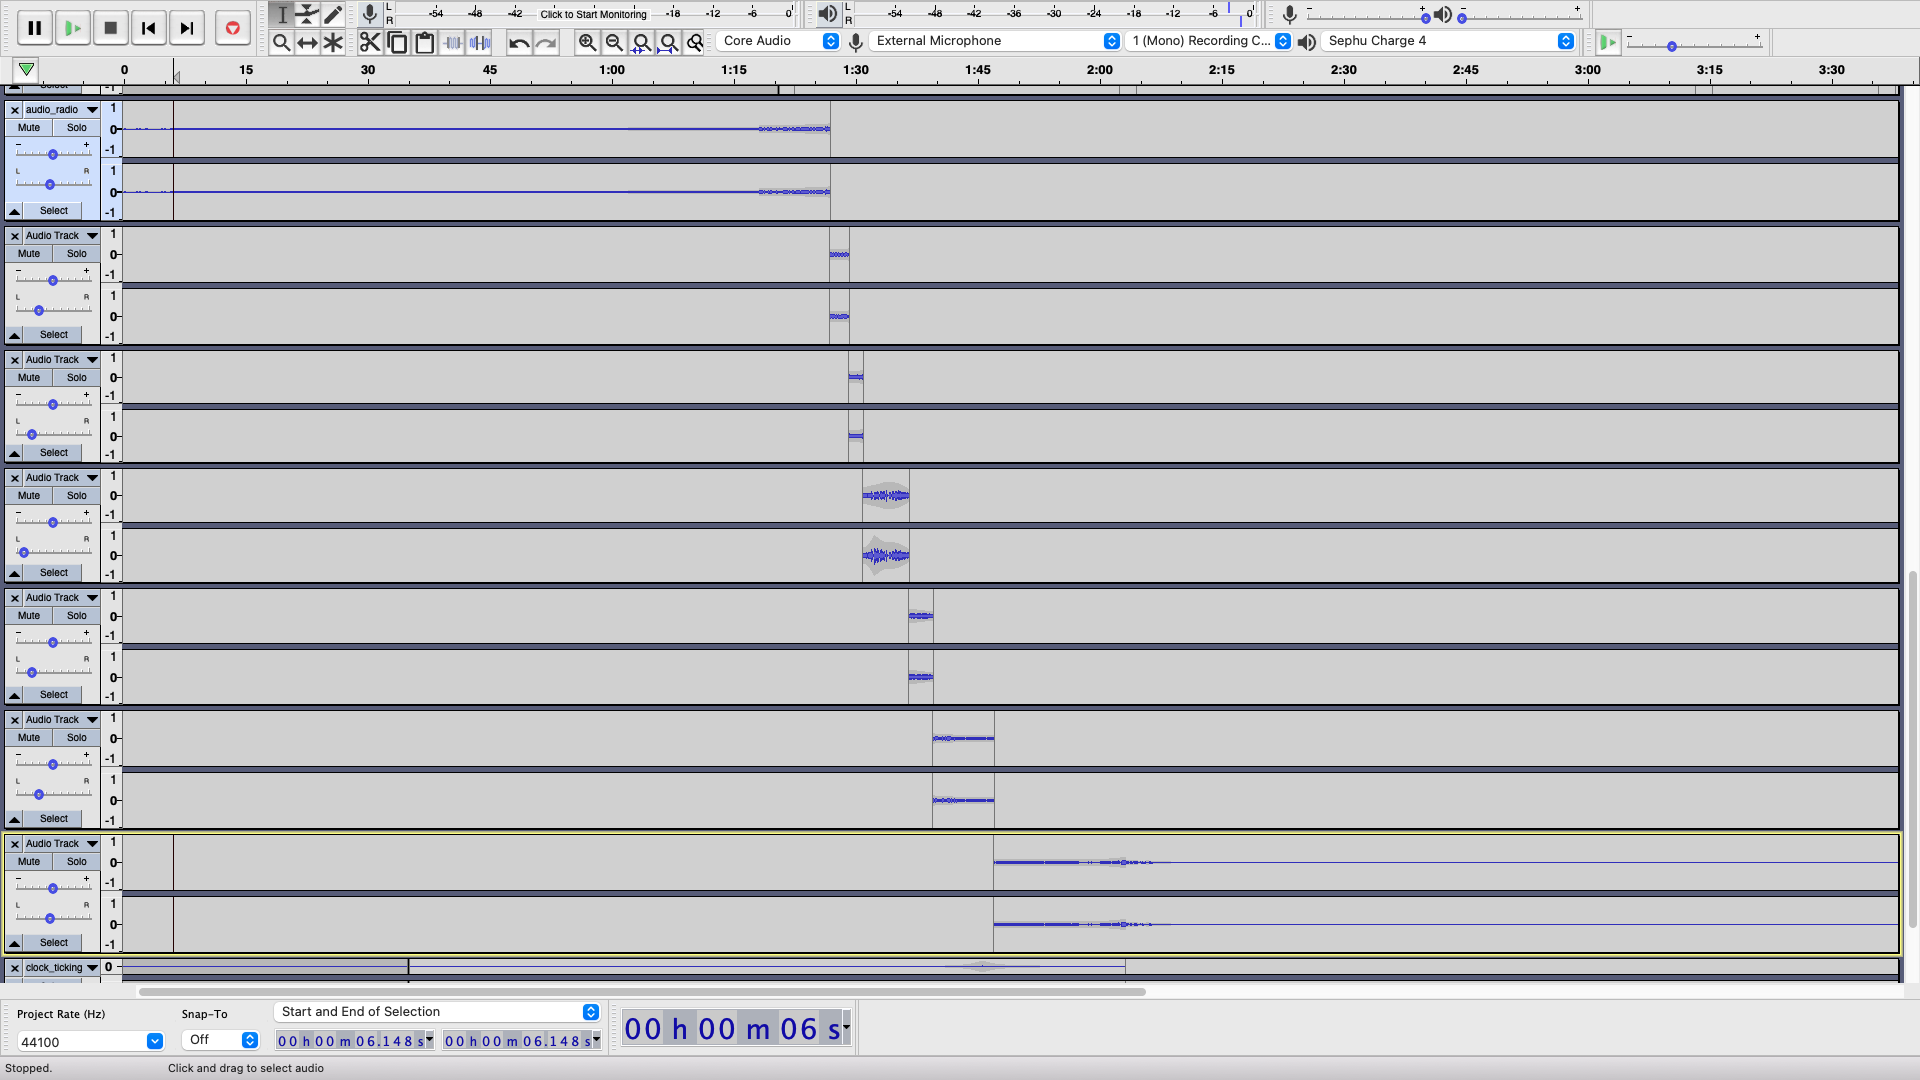 L
R
-54 -48 -42 Click to Start Monitoring -18 -12 -6 0
L
R
-54 -48 -42 -36 -30 -24 -18 -12 -6 0
- +
- +
Core Audio External Microphone 1 (Mono) Recording C... Sephu Charge 4
- +
0 15 30 45 1:00 1:15 1:30 1:45 2:00 2:15 2:30 2:45 3:00 3:15 3:30
Select -1
audio_radio 1
Mute Solo 0
- + -1
L R 1
0
Select -1
Audio Track 1
Mute Solo 0
- + -1
L R 1
0
Select -1
Audio Track 1
Mute Solo 0
- + -1
L R 1
0
Select -1
Audio Track 1
Mute Solo 0
- + -1
L R 1
0
Select -1
Audio Track 1
Mute Solo 0
- + -1
L R 1
0
Select -1
Audio Track 1
Mute Solo 0
- + -1
L R 1
0
Select -1
Audio Track 1
Mute Solo 0
- + -1
L R 1
0
Select -1
clock_ticking 0
Project Rate (Hz) Snap-To Start and End of Selection
44100 Off 00 h 00 m 06.148 s 00 h 00 m 06.148 s 00 h 00 m 06 s
Stopped. Click and drag to select audio